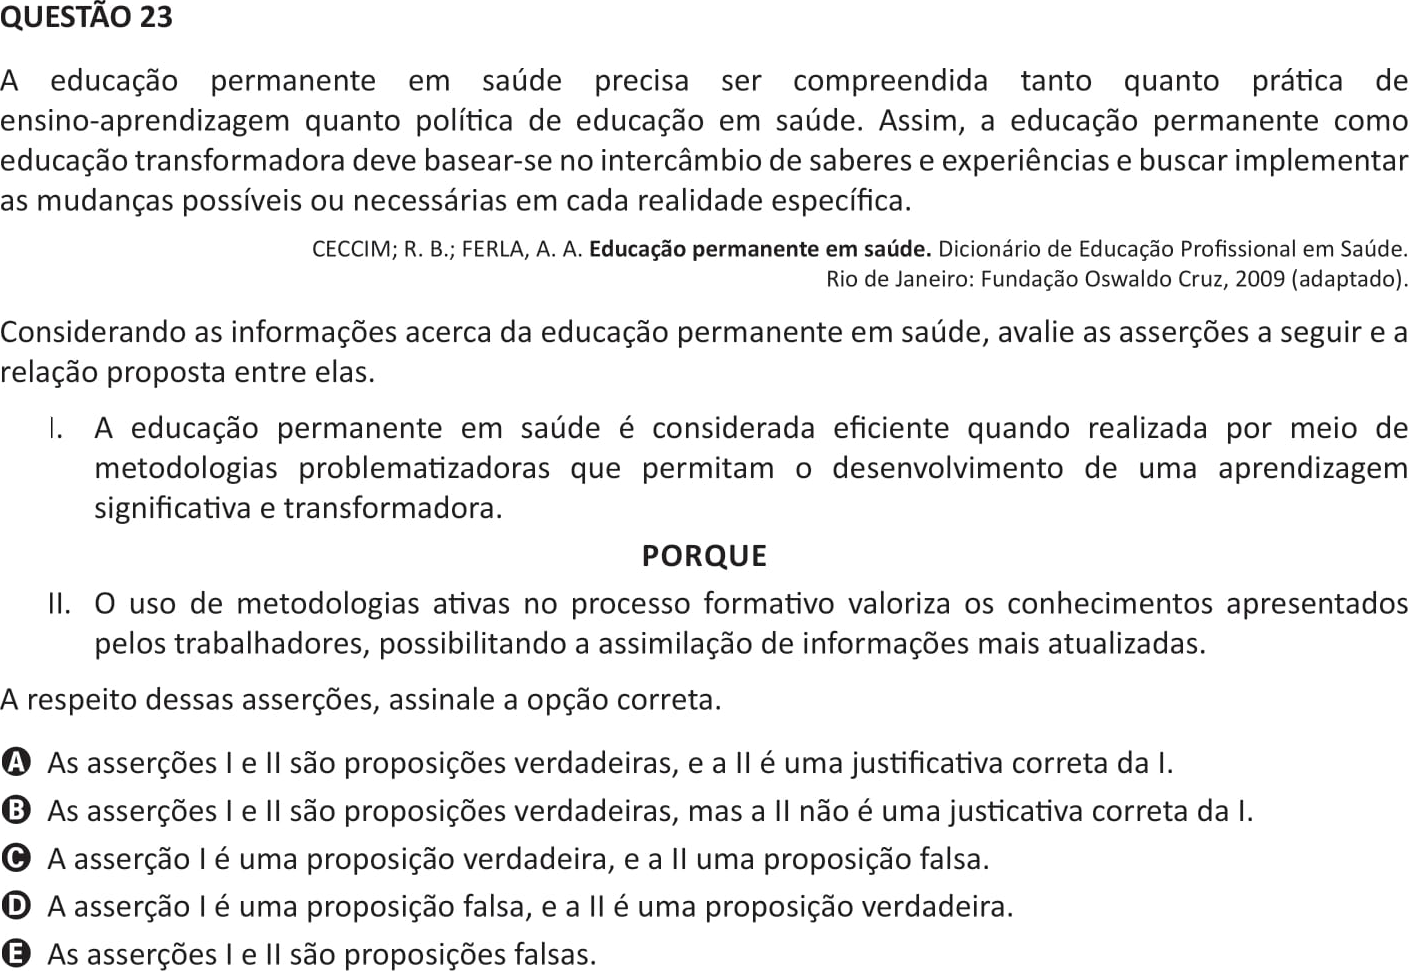 QUESTÃO 23
A educação permanente em saúde precisa ser compreendida tanto quanto prática de
ensino-aprendizagem quanto política de educação em saúde. Assim, a educação permanente como
educação transformadora deve basear-se no intercâmbio de saberes e experiências e buscar implementar
as mudanças possíveis ou necessárias em cada realidade específica.
CECCIM; R. B.; FERLA, A. A. Educação permanente em saúde. Dicionário de Educação Profissional em Saúde.
Rio de Janeiro: Fundação Oswaldo Cruz, 2009 (adaptado).
Considerando as informações acerca da educação permanente em saúde, avalie as asserções a seguir e a
relação proposta entre elas.
I. A educação permanente em saúde é considerada eficiente quando realizada por meio de
metodologias problematizadoras que permitam o desenvolvimento de uma aprendizagem
significativa e transformadora.
PORQUE
II. O uso de metodologias ativas no processo formativo valoriza os conhecimentos apresentados
pelos trabalhadores, possibilitando a assimilação de informações mais atualizadas.
A respeito dessas asserções, assinale a opção correta.
A As asserções I e II são proposições verdadeiras, e a II é uma justificativa correta da I.
B As asserções I e II são proposições verdadeiras, mas a II não é uma justicativa correta da I.
C A asserção I é uma proposição verdadeira, e a II uma proposição falsa.
D A asserção I é uma proposição falsa, e a II é uma proposição verdadeira.
E As asserções I e II são proposições falsas.